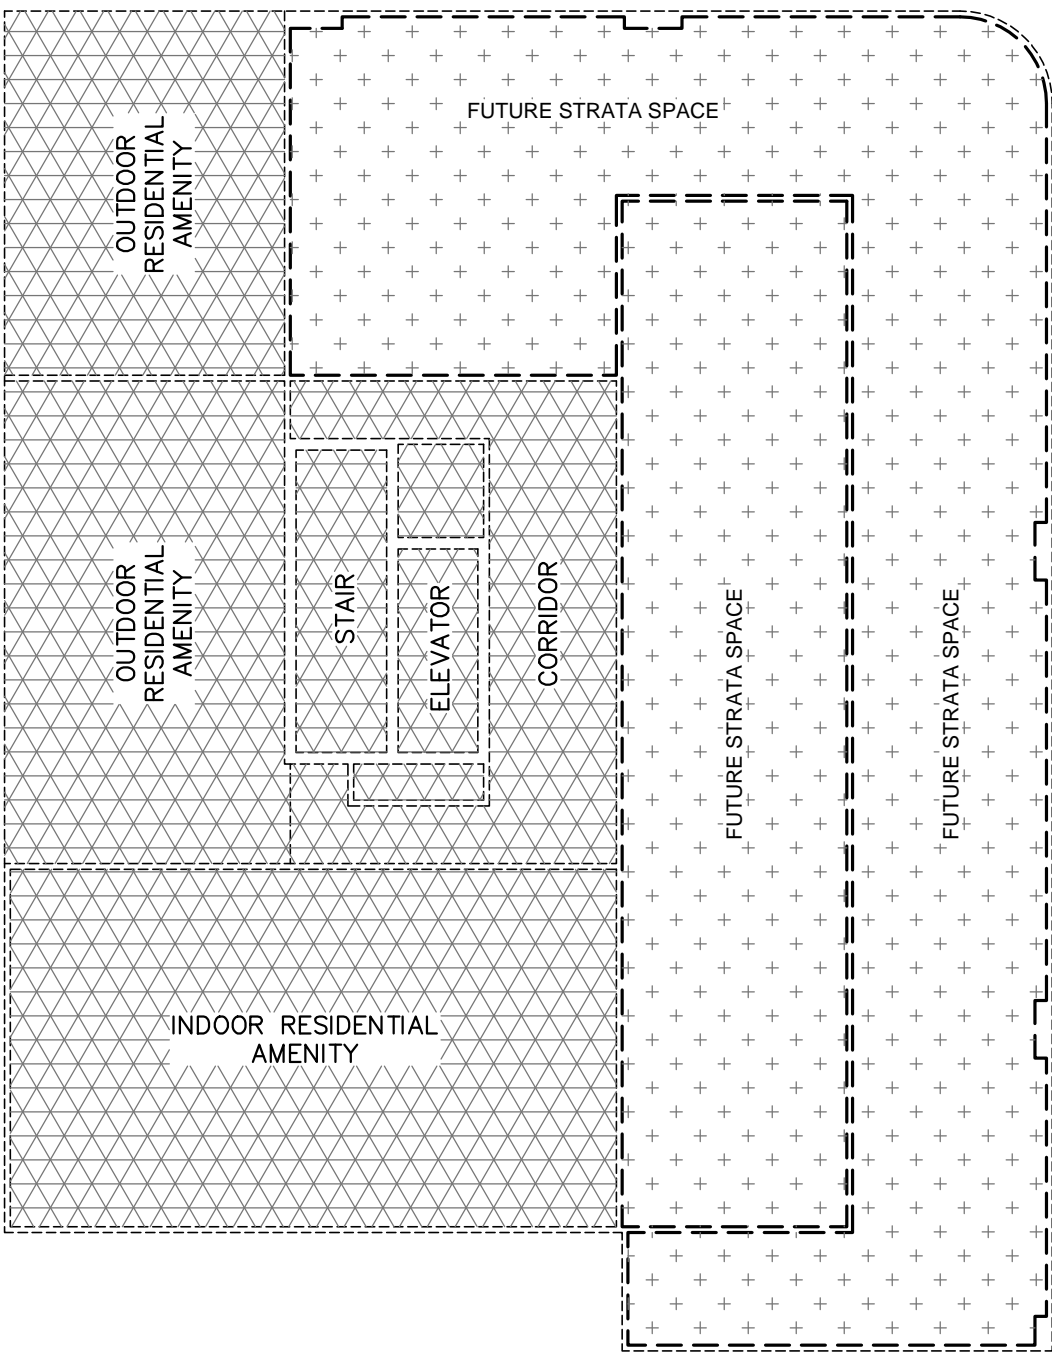 FUTURE STRATA SPACE
OUTDOOR
RESIDENTIAL
AMENITY
OUTDOOR
RESIDENTIAL
AMENITY
STAIR
ELEVATOR
CORRIDOR
FUTURE STRATA SPACE
FUTURE STRATA SPACE
INDOOR RESIDENTIAL
AMENITY